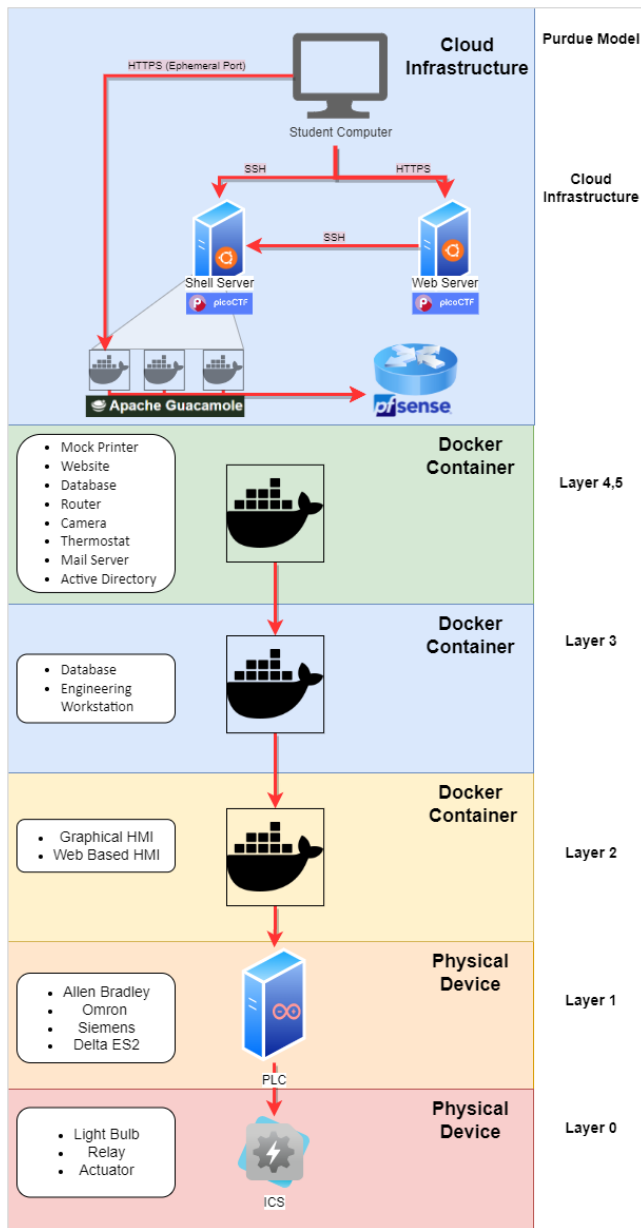 Cloud
Infrastructure
Purdue Model
HTTPS (Ephemeral Port)
Student Computer
SSH
HTTPS
Cloud
Infrastructure
SSH
Shell Server
Web Server
picoCTF
picoCTF
Apache Guacamole
pfsense
Mock Printer
Website
Database
Router
Camera
Thermostat
Mail Server
Active Directory
Docker
Container
Layer 4,5
Database
Engineering
Workstation
Docker
Container
Layer 3
Graphical HMI
Web Based HMI
Docker
Container
Layer 2
Allen Bradley
Omron
Siemens
Delta ES2
PLC
Physical
Device
Layer 1
Light Bulb
Relay
Actuator
ICS
Physical
Device
Layer 0